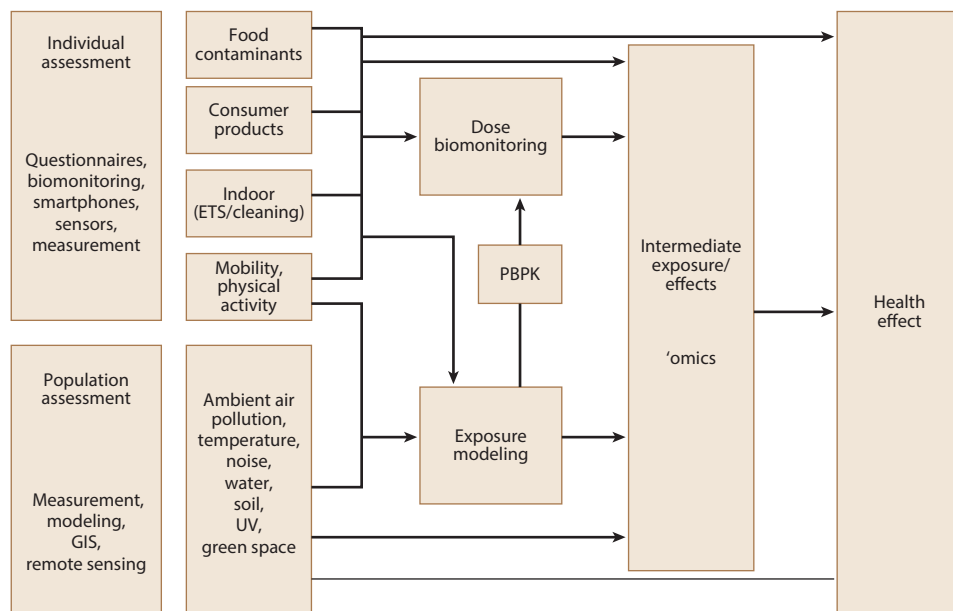 Individual
assessment
Questionnaires,
biomonitoring,
smartphones,
sensors,
measurement
Population
assessment
Measurement,
modeling,
GIS,
remote sensing
Food
contaminants
Consumer
products
Indoor
(ETS/cleaning)
Mobility,
physical
activity
Ambient air
pollution,
temperature,
noise,
water,
soil,
UV,
green space
Dose
biomonitoring
PBPK
Exposure
modeling
Intermediate
exposure/
effects
‘omics
Health
effect